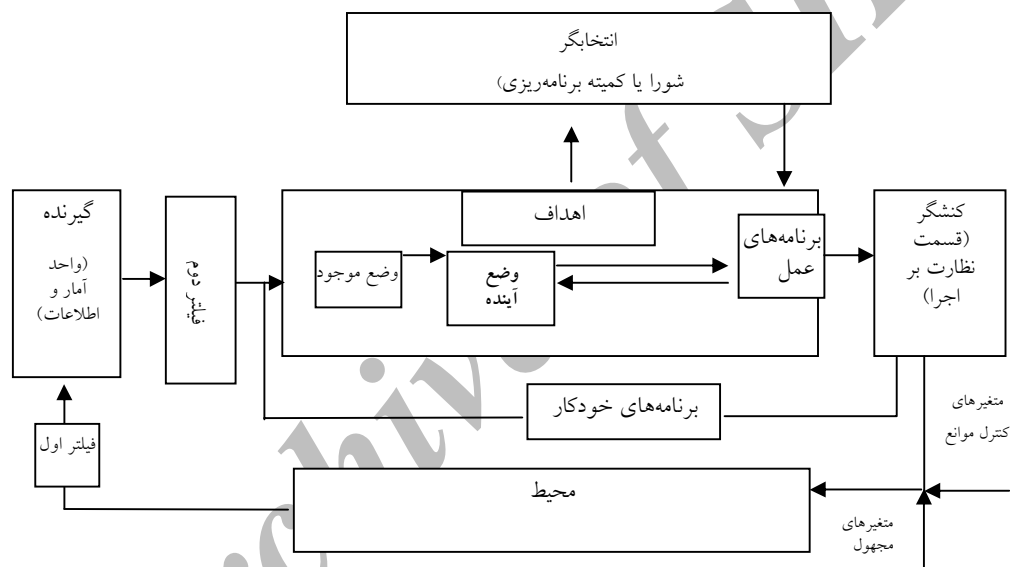 انتخابگر
شورا یا کمیته برنامه‌ریزی)
گیرنده
(واحد
آمار و
اطلاعات)
فیلتر دوم
اهداف
وضع موجود
وضع
آینده
برنامه‌های
عمل
کنشگر
(قسمت
نظارت بر
اجرا)
برنامه‌های خودکار
متغیرهای
کنترل موانع
فیلتر اول
محیط
متغیرهای
مجهول